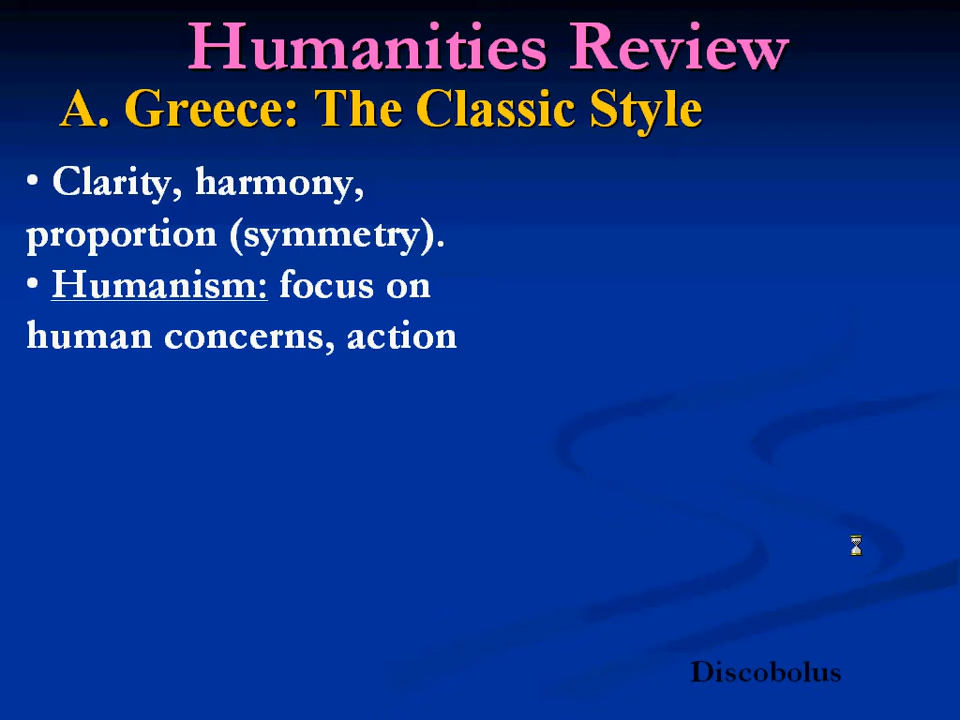 Humanities Review
A. Greece: The Classic Style
• Clarity, harmony,
proportion (symmetry).
• Humanism: focus on
human concerns, action
Discobolus